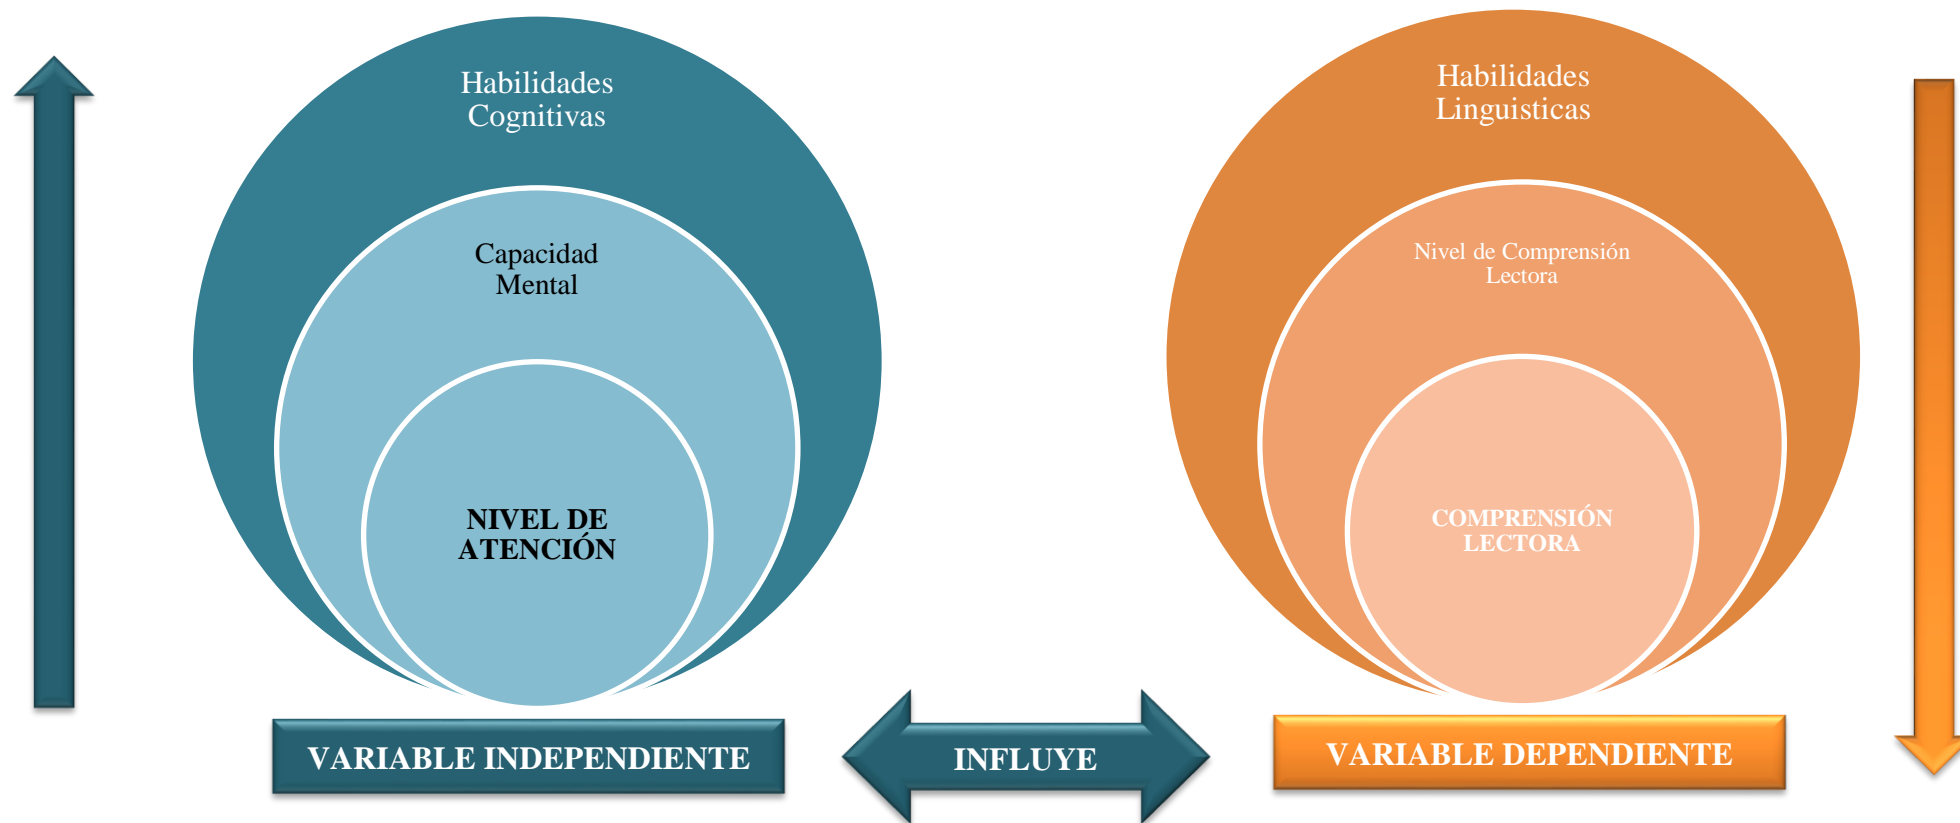 Habilidades
Cognitivas
Capacidad
Mental
NIVEL DE
ATENCIÓN
VARIABLE INDEPENDIENTE
INFLUYE
Habilidades
Linguisticas
Nivel de Comprensión
Lectora
COMPRENSIÓN
LECTORA
VARIABLE DEPENDIENTE